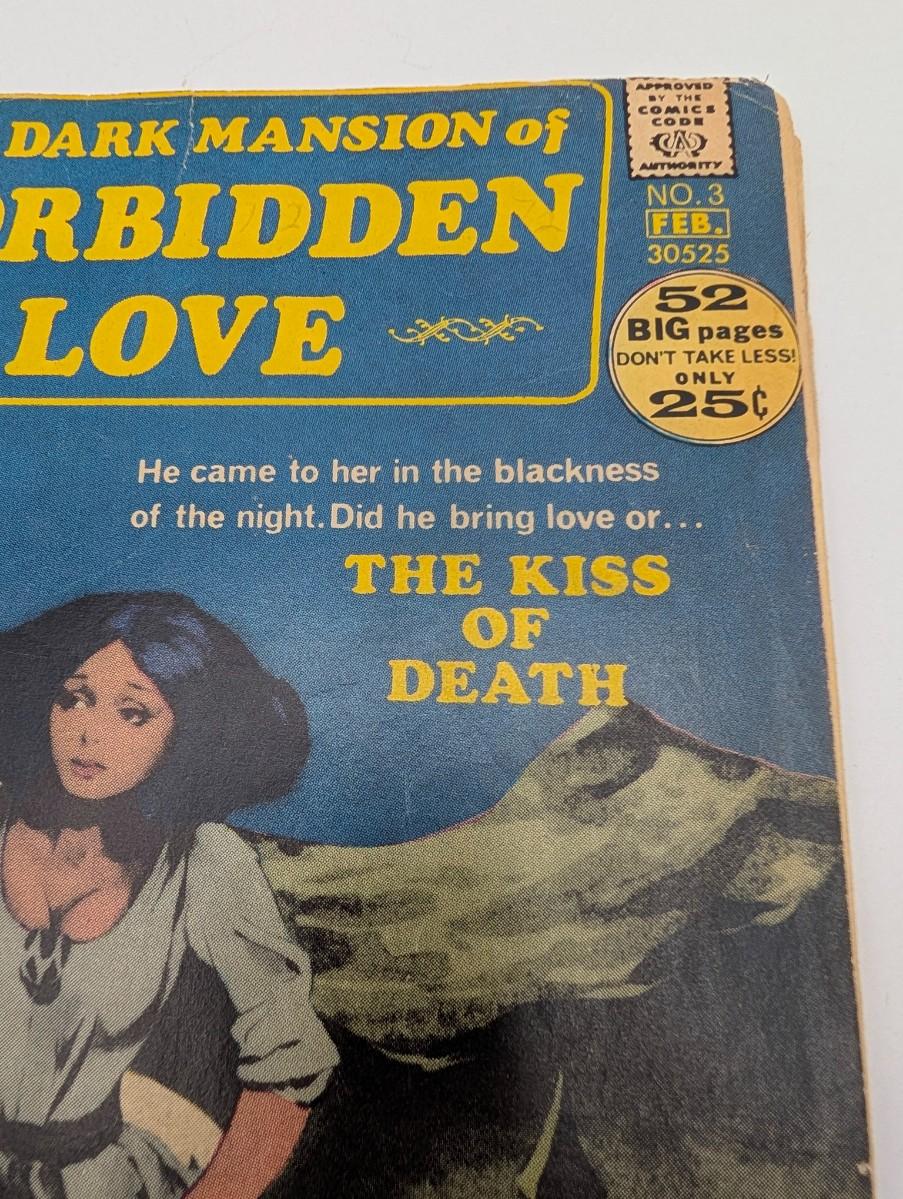 DARK MANSION of
ORBIDDEN
LOVE
APPROVED
BY THE
COMICS
CODE
CA
AUTHORITY
NO. 3
FEB.
30525
52
BIG pages
DON'T TAKE LESS!
ONLY
25¢
He came to her in the blackness
of the night. Did he bring love or...
THE KISS
OF
DEATH